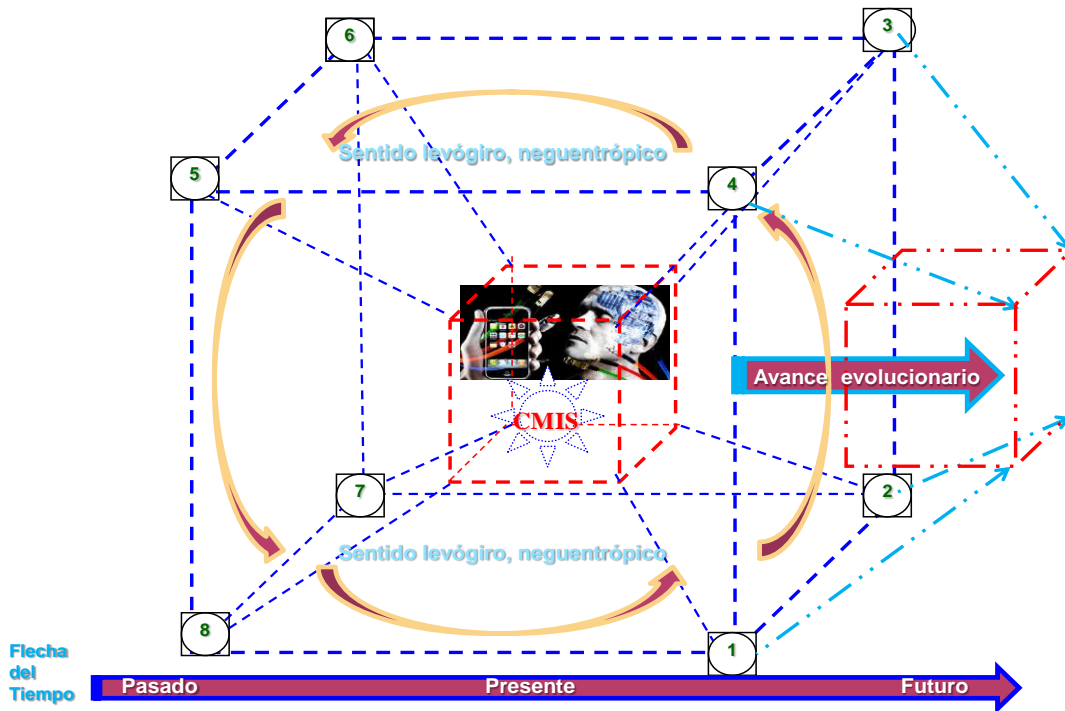 6
3
Sentido levógiro, neguentrópico
5
4
Avance evolucionario
CMIS
7
2
Sentido levógiro, neguentrópico
8
1
Flecha
del
Tiempo
Pasado
Presente
Futuro